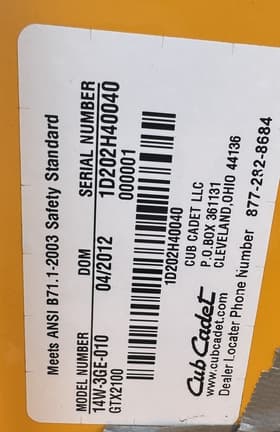 Meets ANSI B71.1-2003 Safety Standard
MODEL NUMBER DOM SERIAL NUMBER
14W-3GE-010 04/2012 1D202H40040
GTX2100 000001
1D202H40040
Cub Cadet CUB CADET LLC
www.cubcadet.com P.O.BOX 361131
CLEVELAND,OHIO 44136
Dealer Locater Phone Number 877-282-8684